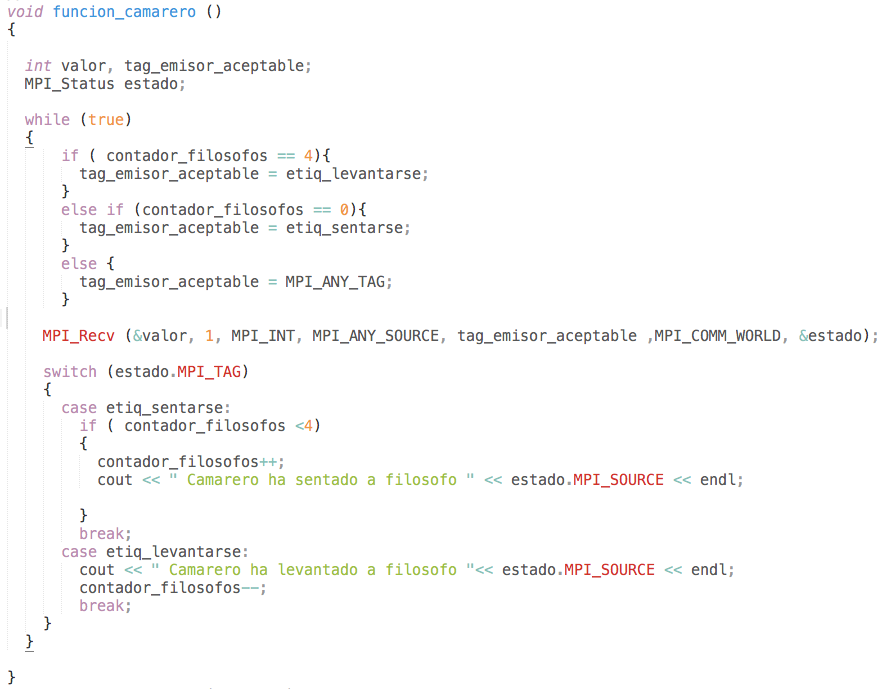 void funcion_camarero ()
{
int valor, tag_emisor_aceptable;
MPI_Status estado;
while (true)
{
if ( contador_filosofos == 4){
tag_emisor_aceptable = etiq_levantarse;
}
else if (contador_filosofos == 0){
tag_emisor_aceptable = etiq_sentarse;
}
else {
tag_emisor_aceptable = MPI_ANY_TAG;
}
MPI_Recv (&valor, 1, MPI_INT, MPI_ANY_SOURCE, tag_emisor_aceptable ,MPI_COMM_WORLD, &estado);
switch (estado.MPI_TAG)
{
case etiq_sentarse:
if ( contador_filosofos <4)
{
contador_filosofos++;
cout << " Camarero ha sentado a filosofo " << estado.MPI_SOURCE << endl;
}
break;
case etiq_levantarse:
cout << " Camarero ha levantado a filosofo "<< estado.MPI_SOURCE << endl;
contador_filosofos--;
break;
}
}
}